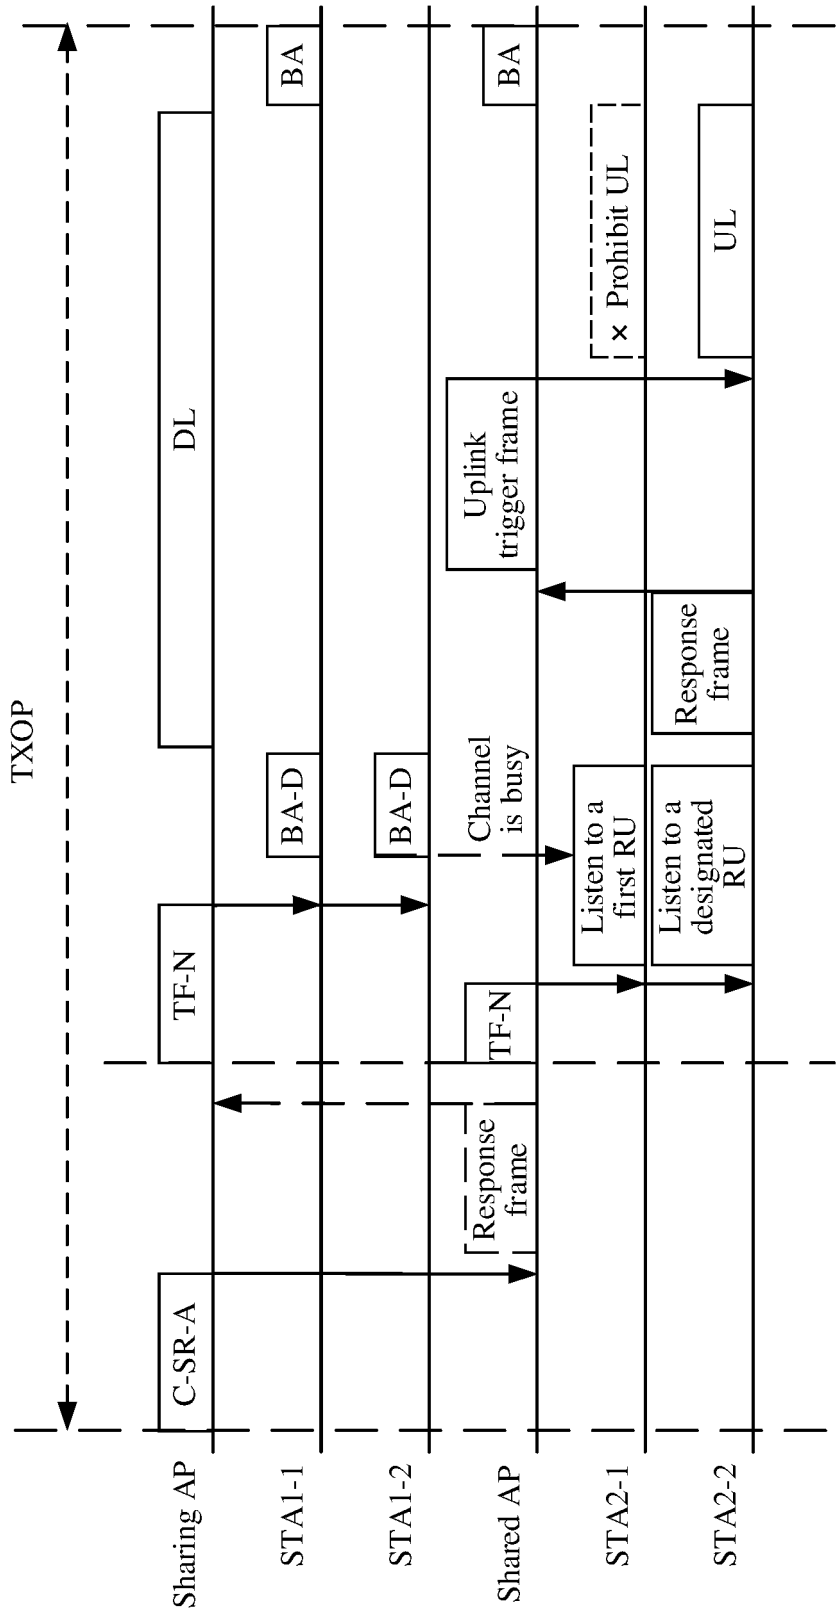 TXOP
Sharing AP
C-SR-A
TF-N
DL
STA1-1
BA-D
BA
STA1-2
BA-D
Shared AP
Response
frame
TF-N
Channel
is busy
Uplink
trigger frame
BA
STA2-1
Listen to a
first RU
× Prohibit UL
STA2-2
Listen to a
designated
RU
Response
frame
UL